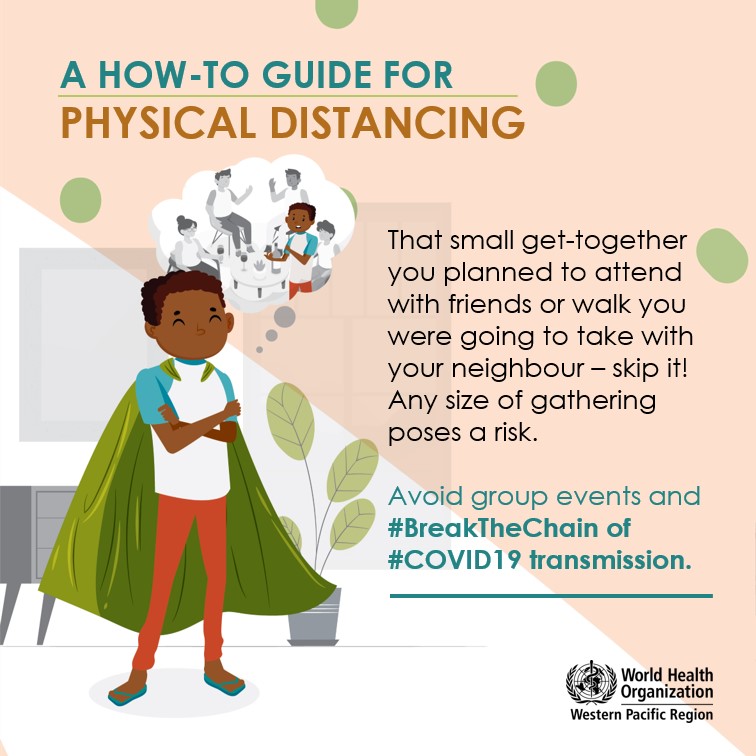 A HOW-TO GUIDE FOR
PHYSICAL DISTANCING
That small get-together
you planned to attend
with friends or walk you
were going to take with
your neighbour – skip it!
Any size of gathering
poses a risk.
Avoid group events and
#BreakTheChain of
#COVID19 transmission.
World Health
Organization
Western Pacific Region